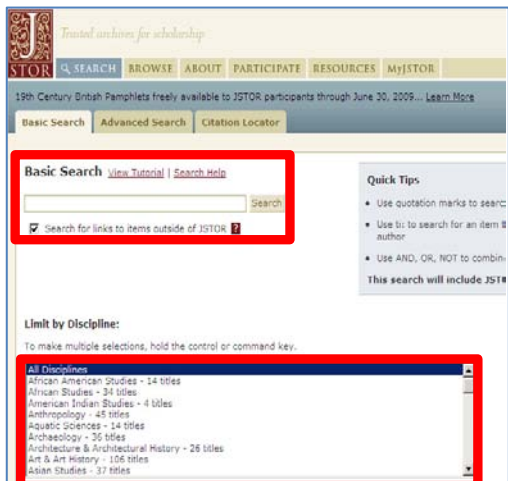 J
STOR
Trusted archives for scholarship
SEARCH BROWSE ABOUT PARTICIPATE RESOURCES MyJSTOR
19th Century British Pamphlets freely available to JSTOR participants through June 30, 2009... Learn More
Basic Search Advanced Search Citation Locator
Basic Search View Tutorial | Search Help
Search
Search for links to items outside of JSTOR ?
Quick Tips
• Use quotation marks to searc
• Use ti: to search for an item
author
• Use AND, OR, NOT to combin
This search will include JST
Limit by Discipline:
To make multiple selections, hold the control or command key.
All Disciplines
African American Studies - 14 titles
African Studies - 34 titles
American Indian Studies - 4 titles
Anthropology - 45 titles
Aquatic Sciences - 14 titles
Archaeology - 36 titles
Architecture & Architectural History - 26 titles
Art & Art History - 106 titles
Asian Studies - 37 titles